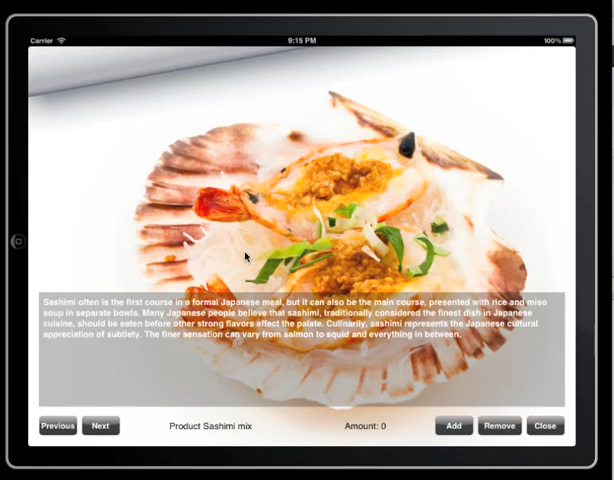 Carrier 9:15 PM 100%
Sashimi often is the first course in a formal Japanese meal, but it can also be the main course, presented with rice and miso
soup in separate bowls. Many Japanese people believe that sashimi, traditionally considered the finest dish in Japanese
cuisine, should be eaten before other strong flavors affect the palate. Culinarily, sashimi represents the Japanese cultural
appreciation of subtlety. The finer sensation can vary from salmon to squid and everything in between.
Previous Next Product Sashimi mix Amount: 0 Add Remove Close